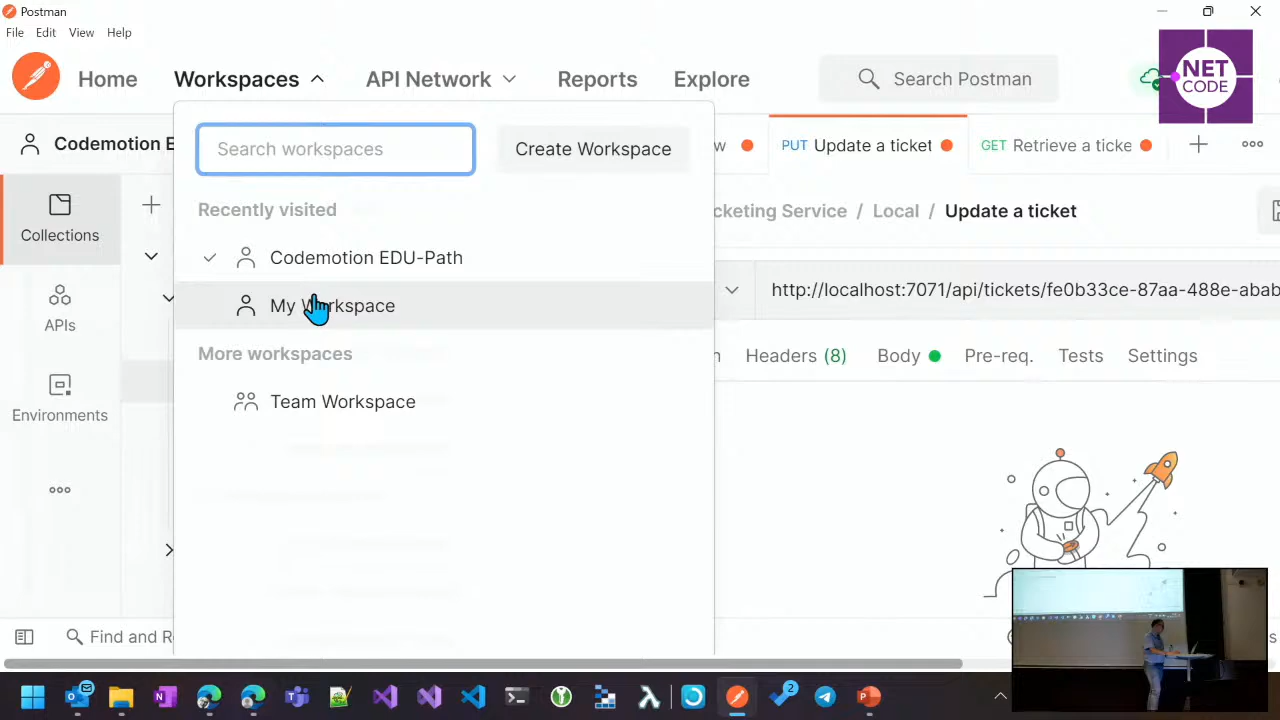 Postman
File Edit View Help
Home Workspaces API Network Reports Explore Search Postman
NET
CODE
Codemotion E
Search workspaces
Create Workspace
w PUT Update a ticket GET Retrieve a ticke
Recently visited
Codemotion EDU-Path
My Workspace
More workspaces
Team Workspace
Collections
APIs
Environments
cketing Service / Local / Update a ticket
http://localhost:7071/api/tickets/fe0b33ce-87aa-488e-abab
n Headers (8) Body Pre-req. Tests Settings
Find and R
2